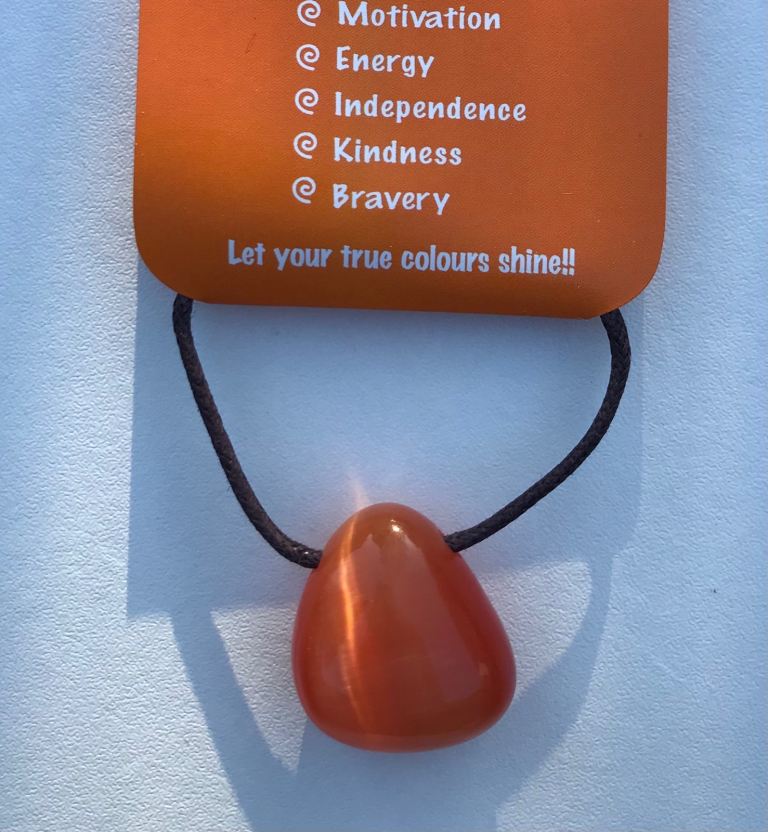 Motivation
Energy
Independence
Kindness
Bravery
Let your true colours shine!!